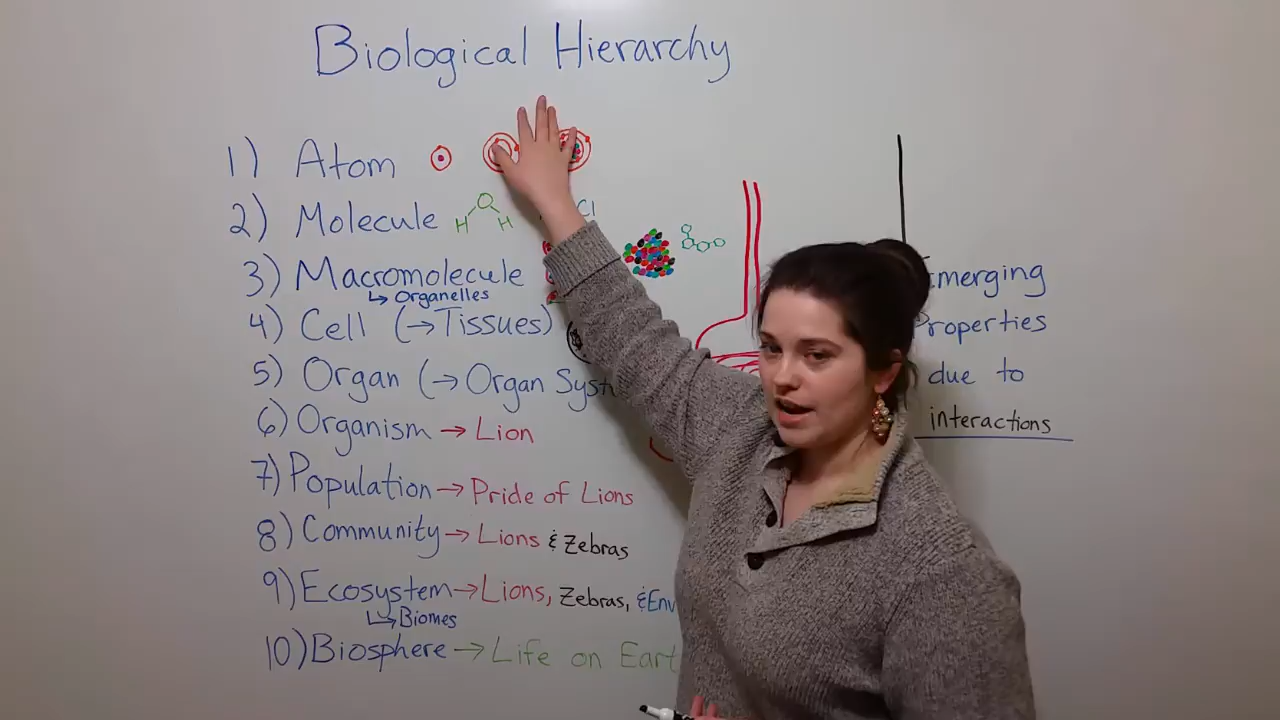 Biological Hierarchy
1) Atom
2) Molecule H O H Cl
3) Macromolecule
↳ Organelles
4) Cell (→Tissues)
5) Organ (→ Organ Syst
6) Organism → Lion
7) Population → Pride of Lions
8) Community → Lions & Zebras
9) Ecosystem → Lions, Zebras, & Env
↳ Biomes
10) Biosphere → Life on Eart
Emerging
Properties
due to
interactions